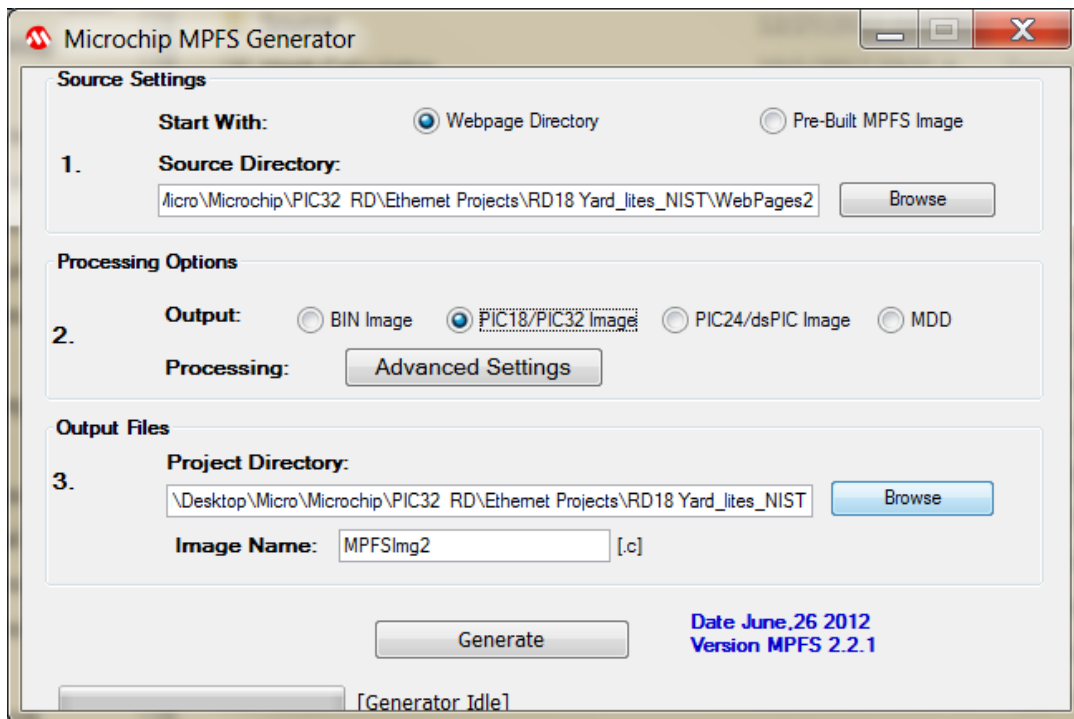 Microchip MPFS Generator
Source Settings
Start With: Webpage Directory Pre-Built MPFS Image
1. Source Directory:
Micro\Microchip\PIC32 RD\Ethernet Projects\RD18 Yard_lites_NIST\WebPages2 Browse
Processing Options
2. Output: BIN Image PIC18/PIC32 Image PIC24/dsPIC Image MDD
Processing: Advanced Settings
Output Files
3. Project Directory:
\Desktop\Micro\Microchip\PIC32 RD\Ethernet Projects\RD18 Yard_lites_NIST Browse
Image Name: MPFSImg2 [.c]
Generate
Date June,26 2012
Version MPFS 2.2.1
[Generator Idle]